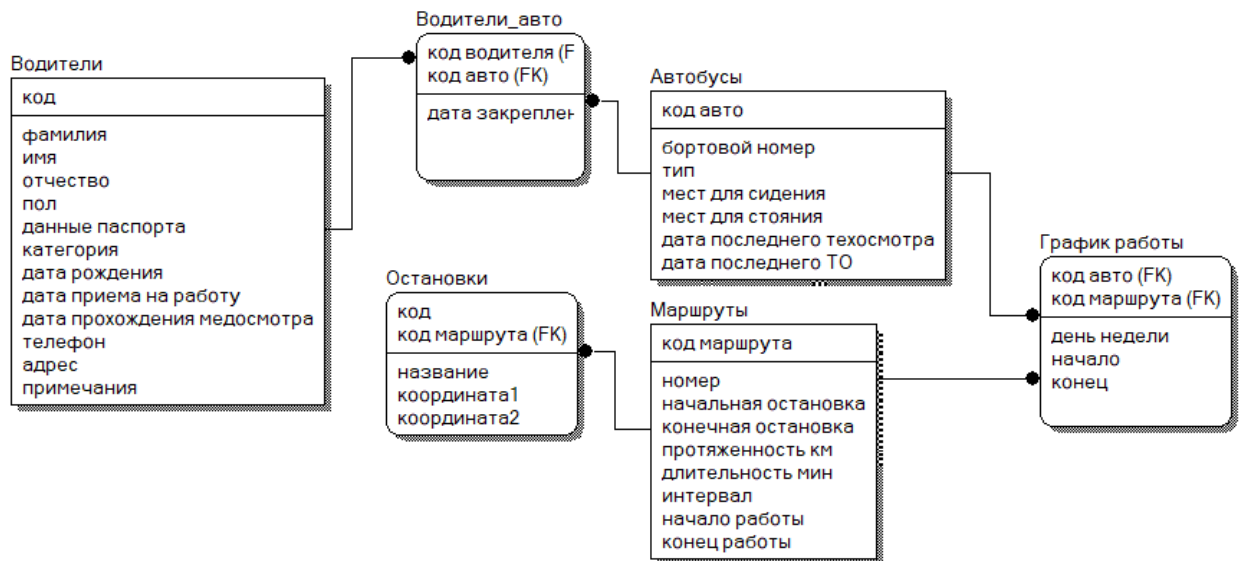 Водители
код
фамилия
имя
отчество
пол
данные паспорта
категория
дата рождения
дата приема на работу
дата прохождения медосмотра
телефон
адрес
примечания
Водители_авто
код водителя (F
код авто (FK)
дата закреплен
Автобусы
код авто
бортовой номер
тип
мест для сидения
мест для стояния
дата последнего техосмотра
дата последнего ТО
Остановки
код
код маршрута (FK)
название
координата1
координата2
Маршруты
код маршрута
номер
начальная остановка
конечная остановка
протяженность км
длительность мин
интервал
начало работы
конец работы
График работы
код авто (FK)
код маршрута (FK)
день недели
начало
конец